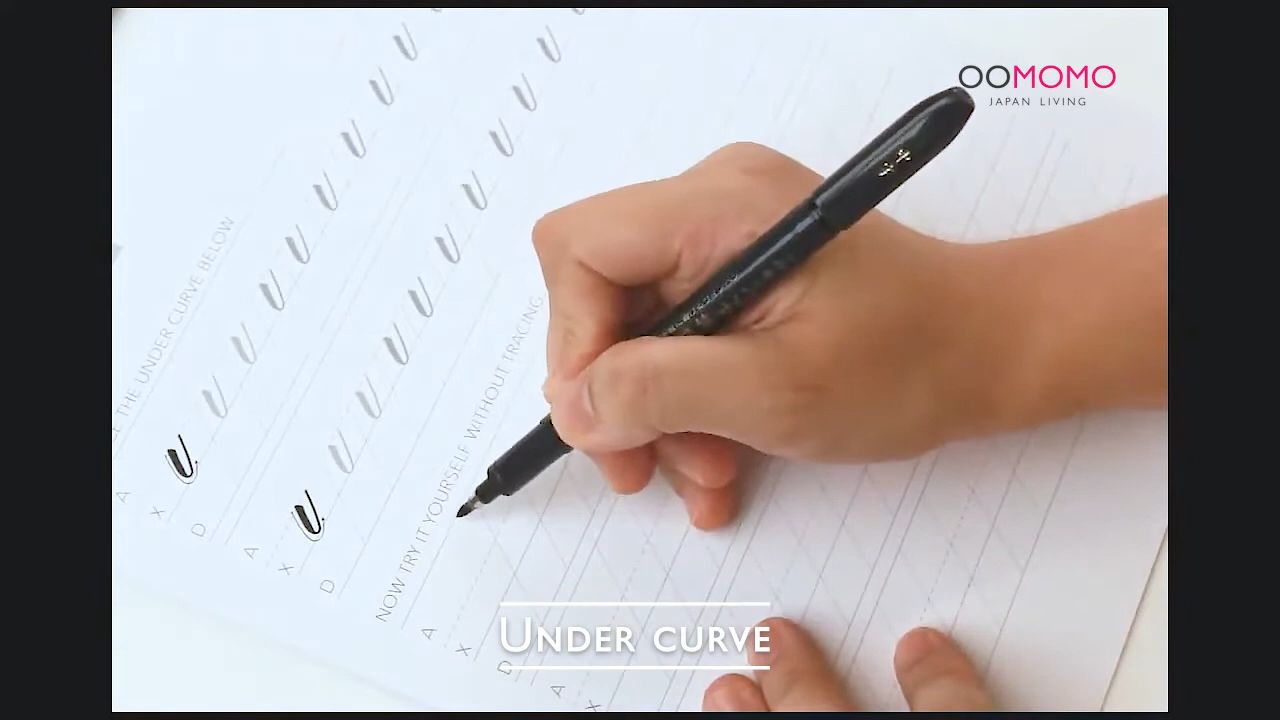 OOMOMO
JAPAN LIVING
THE UNDER CURVE BELOW
A
X
D
A
X
D
NOW TRY IT YOURSELF WITHOUT TRACING
A
X
D
A
X
UNDER CURVE